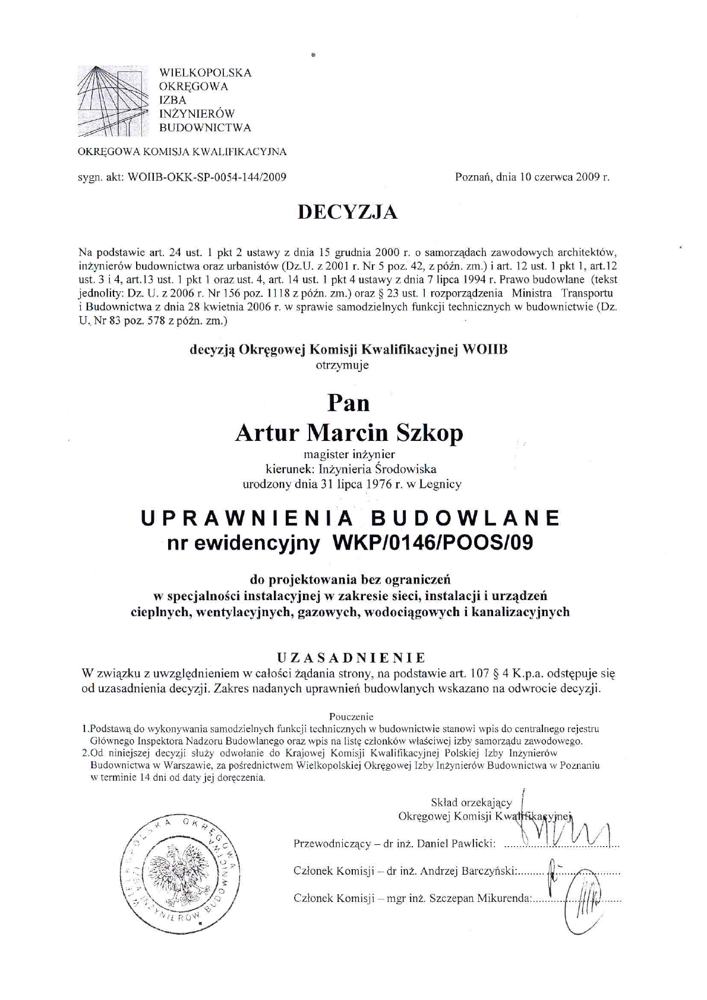 WIELKOPOLSKA
OKRĘGOWA
IZBA
INŻYNIERÓW
BUDOWNICTWA
OKRĘGOWA KOMISJA KWALIFIKACYJNA
sygn. akt: WOIIB-OKK-SP-0054-144/2009 Poznań, dnia 10 czerwca 2009 r.
DECYZJA
Na podstawie art. 24 ust. 1 pkt 2 ustawy z dnia 15 grudnia 2000 r. o samorządach zawodowych architektów,
inżynierów budownictwa oraz urbanistów (Dz.U. z 2001 r. Nr 5 poz. 42, z późn. zm.) i art. 12 ust. 1 pkt 1, art.12
ust. 3 i 4, art.13 ust. 1 pkt 1 oraz ust. 4, art. 14 ust. 1 pkt 4 ustawy z dnia 7 lipca 1994 r. Prawo budowlane (tekst
jednolity: Dz. U. z 2006 r. Nr 156 poz. 1118 z późn. zm.) oraz § 23 ust. 1 rozporządzenia Ministra Transportu
i Budownictwa z dnia 28 kwietnia 2006 r. w sprawie samodzielnych funkcji technicznych w budownictwie (Dz.
U. Nr 83 poz. 578 z późn. zm.)
decyzją Okręgowej Komisji Kwalifikacyjnej WOIIB
otrzymuje
Pan
Artur Marcin Szkop
magister inżynier
kierunek: Inżynieria Środowiska
urodzony dnia 31 lipca 1976 r. w Legnicy
UPRAWNIENIA BUDOWLANE
nr ewidencyjny WKP/0146/POOS/09
do projektowania bez ograniczeń
w specjalności instalacyjnej w zakresie sieci, instalacji i urządzeń
cieplnych, wentylacyjnych, gazowych, wodociągowych i kanalizacyjnych
UZASADNIENIE
W związku z uwzględnieniem w całości żądania strony, na podstawie art. 107 § 4 K.p.a. odstępuje się
od uzasadnienia decyzji. Zakres nadanych uprawnień budowlanych wskazano na odwrocie decyzji.
Pouczenie
1.Podstawą do wykonywania samodzielnych funkcji technicznych w budownictwie stanowi wpis do centralnego rejestru
Głównego Inspektora Nadzoru Budowlanego oraz wpis na listę członków właściwej izby samorządu zawodowego.
2.Od niniejszej decyzji służy odwołanie do Krajowej Komisji Kwalifikacyjnej Polskiej Izby Inżynierów
Budownictwa w Warszawie, za pośrednictwem Wielkopolskiej Okręgowej Izby Inżynierów Budownictwa w Poznaniu
w terminie 14 dni od daty jej doręczenia.
Skład orzekający
Okręgowej Komisji Kwalifikacyjnej
Przewodniczący – dr inż. Daniel Pawlicki:
Członek Komisji – dr inż. Andrzej Barczyński:
Członek Komisji – mgr inż. Szczepan Mikurenda:
WIELKOPOLSKA OKRĘGOWA
IZBA INŻYNIERÓW BUDOWNICTWA